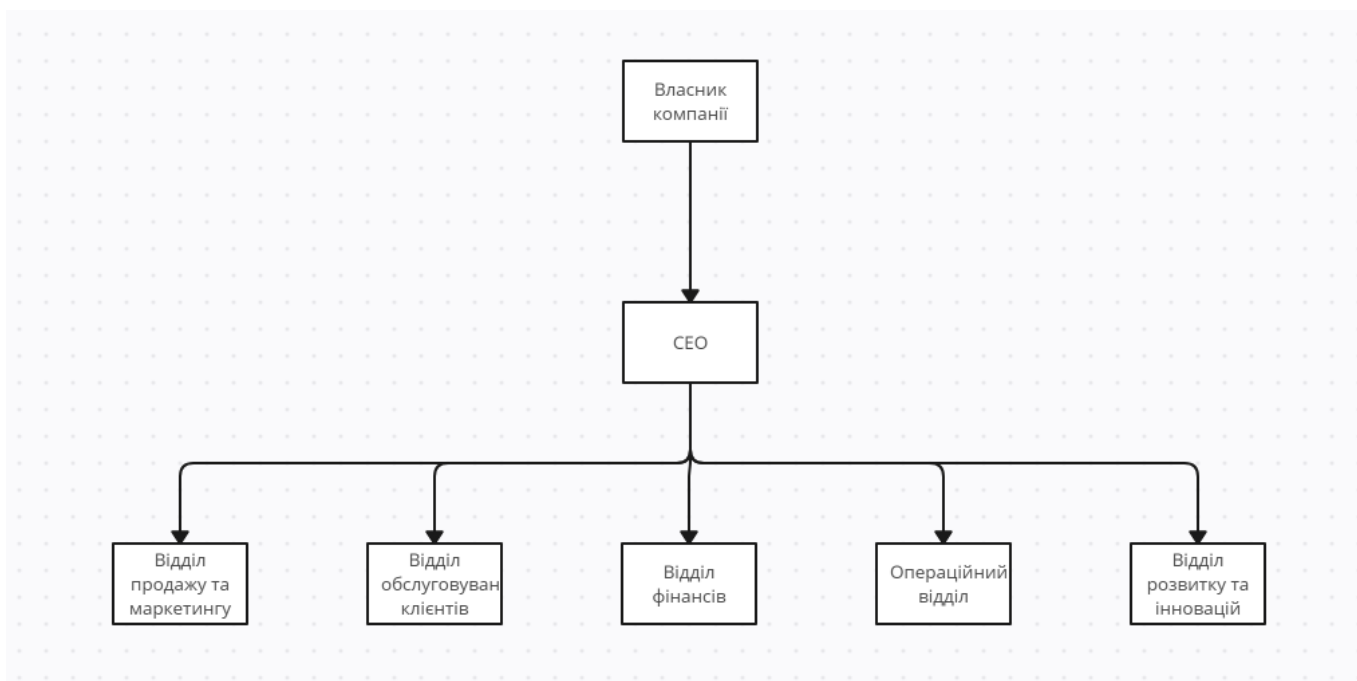 Власник
компанії
CEO
Відділ
продажу та
маркетингу
Відділ
обслуговуван
клієнтів
Відділ
фінансів
Операційний
відділ
Відділ
розвитку та
інновацій